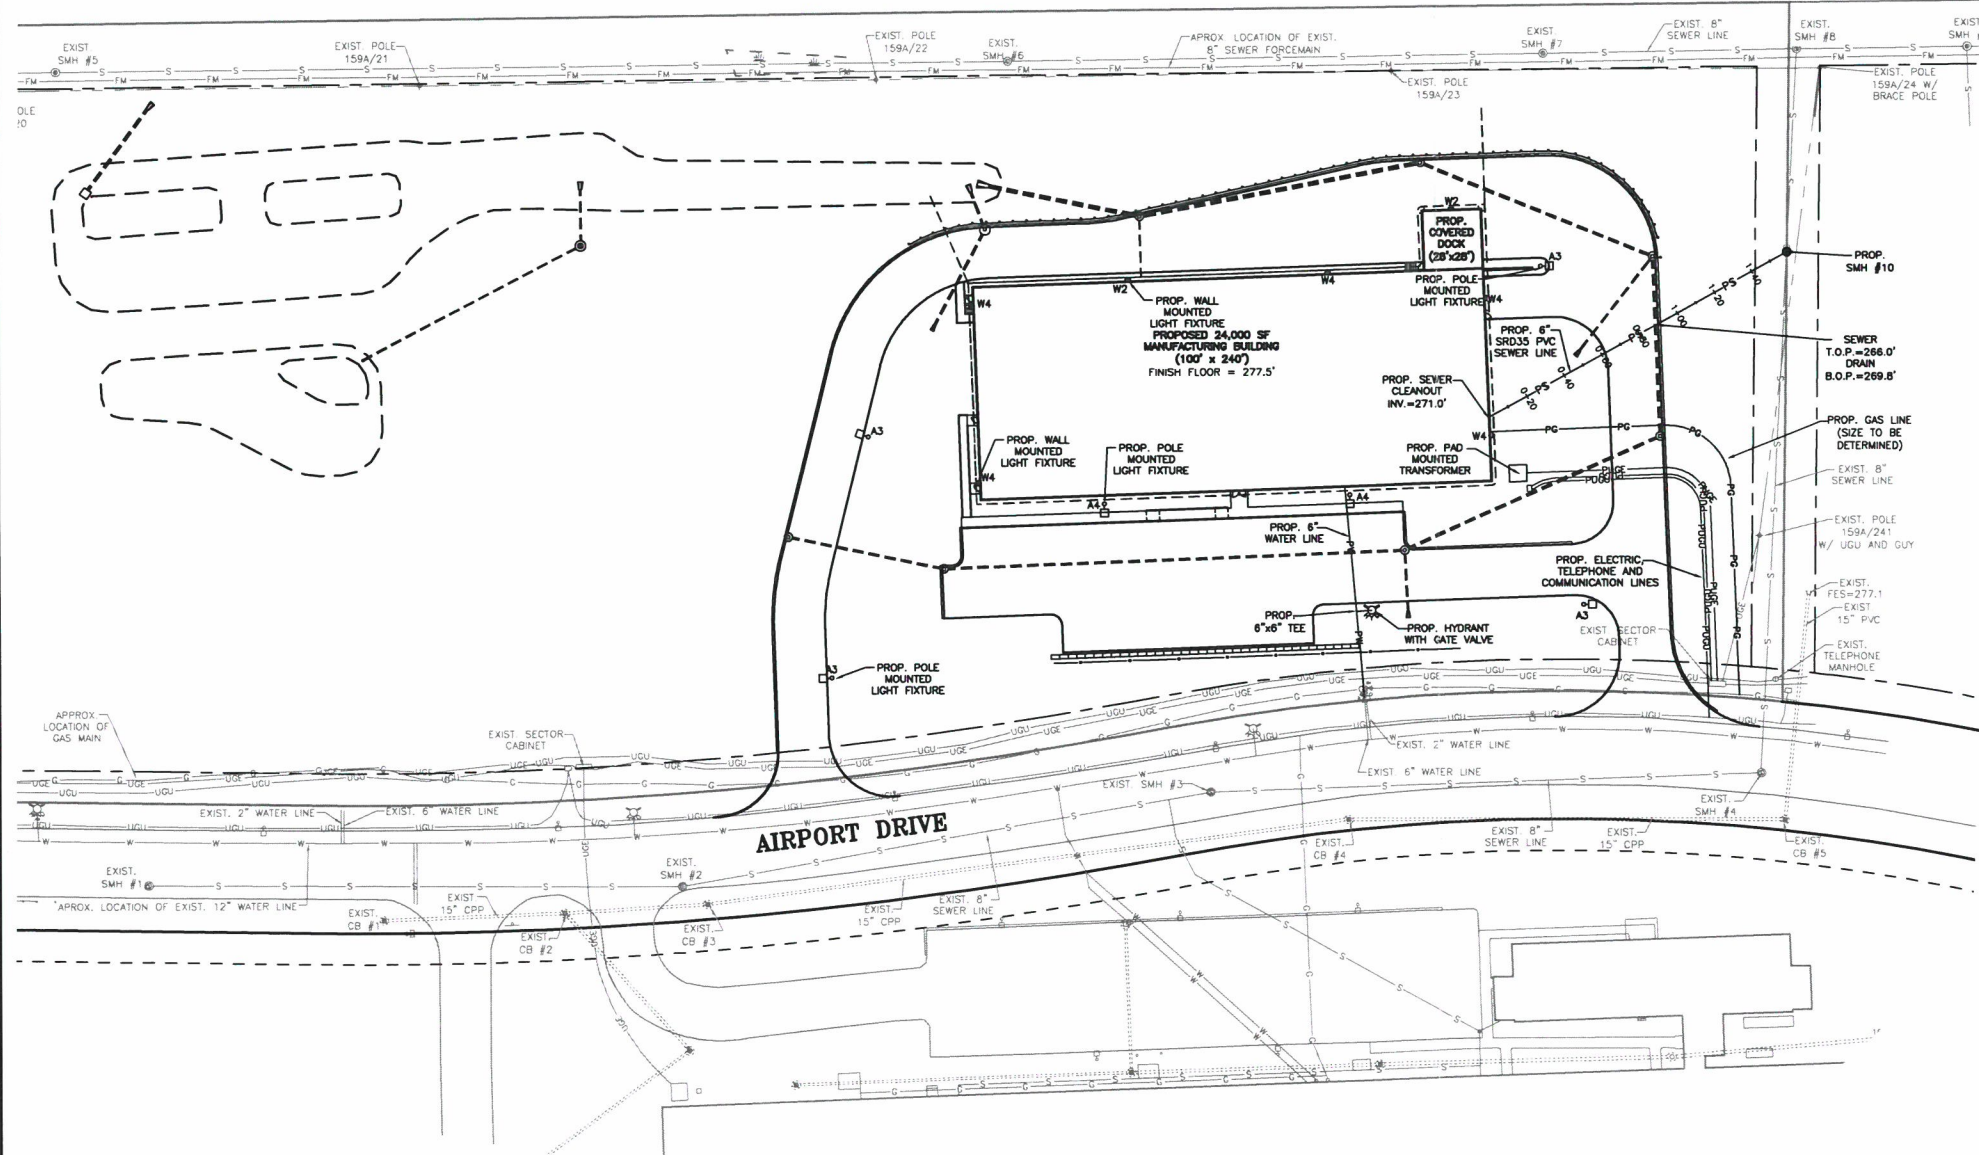 EXIST.
SMH #5
EXIST. POLE
159A/21
EXIST. POLE
159A/22
EXIST.
SMH #6
APROX. LOCATION OF EXIST.
8" SEWER FORCEMAIN
EXIST. POLE
159A/23
EXIST.
SMH #7
EXIST. 8"
SEWER LINE
EXIST.
SMH #8
EXIST. POLE
159A/24 W/
BRACE POLE
PROP.
SMH #10
SEWER
T.O.P.=266.0'
DRAIN
B.O.P.=269.8'
PROP. GAS LINE
(SIZE TO BE
DETERMINED)
EXIST. 8"
SEWER LINE
EXIST. POLE
159A/241
W/ UGU AND GUY
EXIST.
FES=277.1
EXIST
15" PVC
EXIST.
TELEPHONE
MANHOLE
W2
PROP.
COVERED
DOCK
(28'x28')
A3
PROP. POLE
MOUNTED
LIGHT FIXTURE
W4
W2
W4
W4
PROP. WALL
MOUNTED
LIGHT FIXTURE
PROPOSED 24,000 SF
MANUFACTURING BUILDING
(100' x 240')
FINISH FLOOR = 277.5'
PROP. 6"
SRD35 PVC
SEWER LINE
PROP. SEWER
CLEANOUT
INV.=271.0'
W4
PROP. PAD
MOUNTED
TRANSFORMER
A3
PROP. WALL
MOUNTED
LIGHT FIXTURE
W4
PROP. POLE
MOUNTED
LIGHT FIXTURE
A4
A4
PROP. 6"
WATER LINE
PROP. ELECTRIC,
TELEPHONE AND
COMMUNICATION LINES
PROP.
6"x6" TEE
PROP. HYDRANT
WITH GATE VALVE
A3
EXIST SECTOR
CABINET
A3
PROP. POLE
MOUNTED
LIGHT FIXTURE
APPROX.
LOCATION OF
GAS MAIN
EXIST. SECTOR
CABINET
EXIST. 2" WATER LINE
EXIST. 6" WATER LINE
EXIST. 2" WATER LINE
EXIST. 6" WATER LINE
EXIST SMH #3
AIRPORT DRIVE
EXIST.
SMH #4
EXIST. 8"
SEWER LINE
EXIST.
15" CPP
EXIST.
CB #4
EXIST.
CB #5
EXIST.
SMH #1
EXIST.
SMH #2
APROX. LOCATION OF EXIST. 12" WATER LINE
EXIST.
CB #1
EXIST
15" CPP
EXIST.
CB #2
EXIST.
CB #3
EXIST.
15" CPP
EXIST. 8"
SEWER LINE